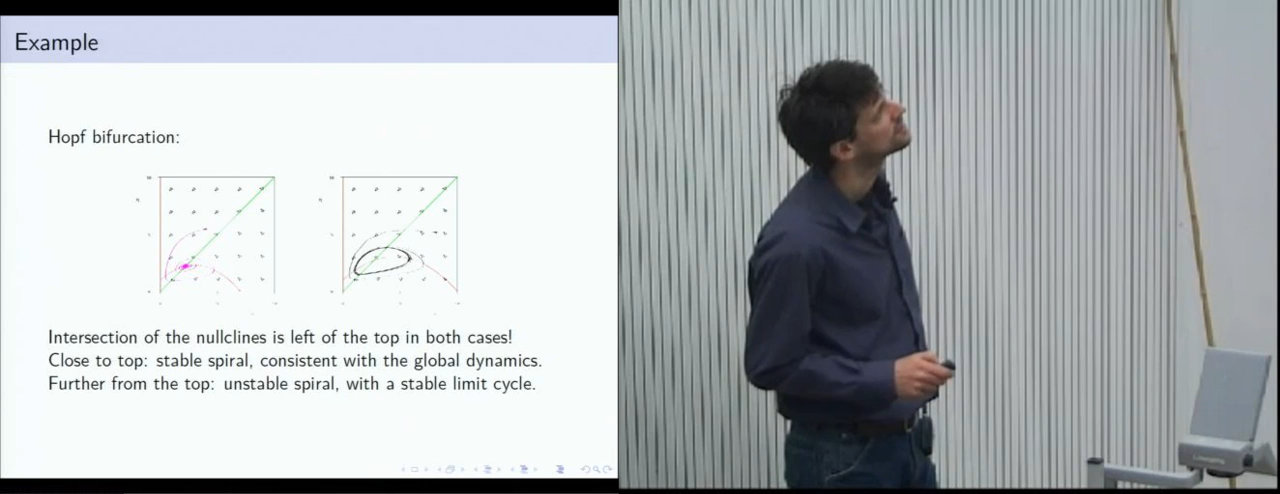 Example
Hopf bifurcation:
Intersection of the nullclines is left of the top in both cases!
Close to top: stable spiral, consistent with the global dynamics.
Further from the top: unstable spiral, with a stable limit cycle.